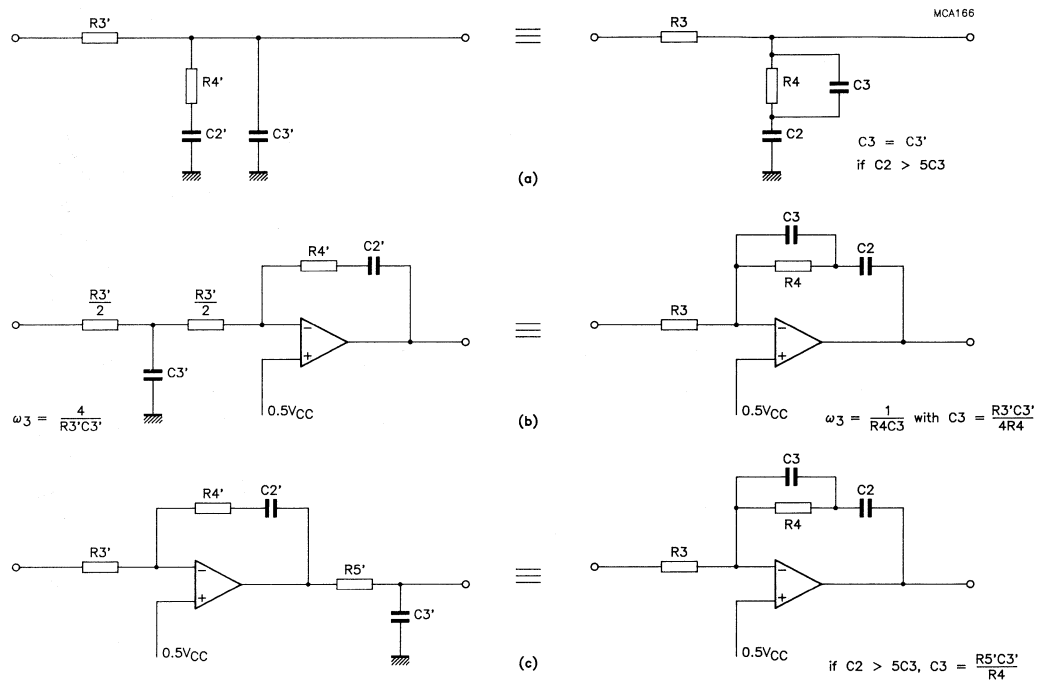 MCA166
R3'
R4'
C2'
C3'
R3
R4
C3
C2
C3 = C3'
if C2 > 5C3
(a)
R3'
2
R3'
2
C3'
R4'
C2'
−
+
0.5VCC
ω3 = 4
R3'C3'
R3
C3
R4
C2
−
+
0.5VCC
(b)
ω3 = 1
R4C3
with C3 = R3'C3'
4R4
R3'
R4'
C2'
−
+
0.5VCC
R5'
C3'
R3
C3
R4
C2
−
+
0.5VCC
(c)
if C2 > 5C3, C3 = R5'C3'
R4